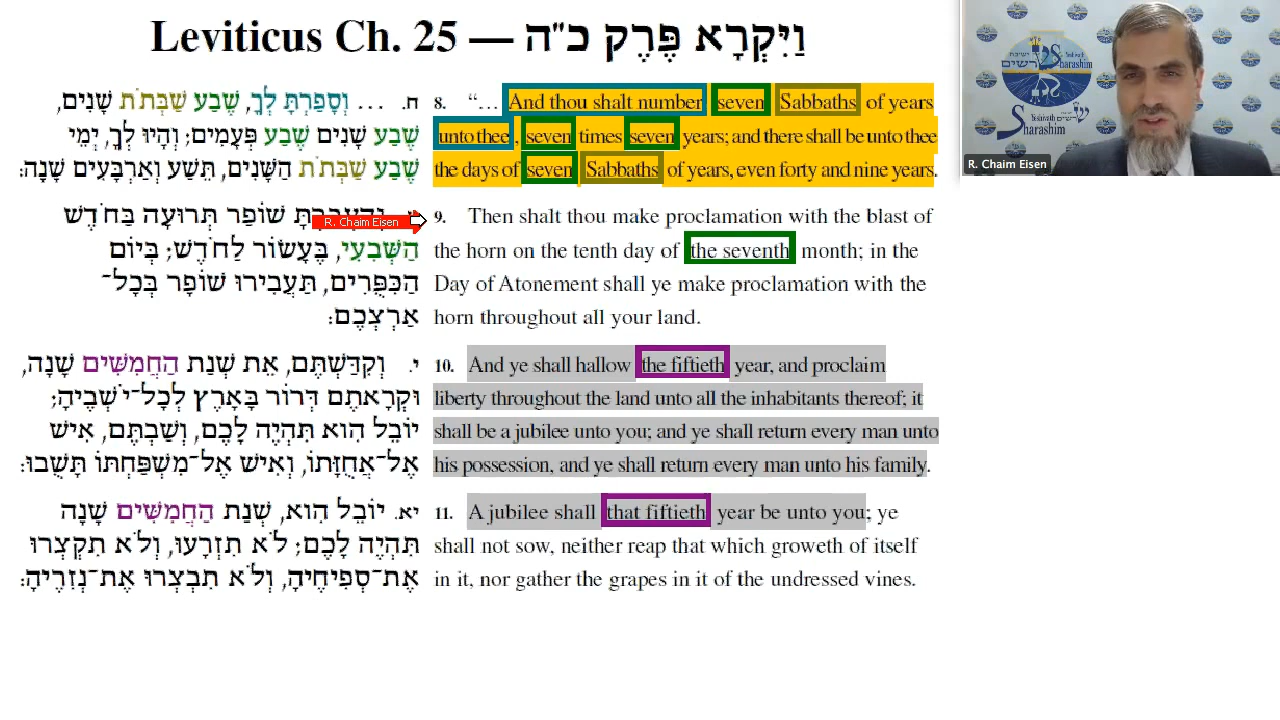 Leviticus Ch. 25 — וַיִּקְרָא פֶּרֶק כ"ה
ח. ... וְסָפַרְתָּ לְךָ, שֶׁבַע שַׁבְּתֹת שָׁנִים,
שֶׁבַע שָׁנִים שֶׁבַע פְּעָמִים; וְהָיוּ לְךָ, יְמֵי
שֶׁבַע שַׁבְּתֹת הַשָּׁנִים, תֵּשַׁע וְאַרְבָּעִים שָׁנָה:
שׁוֹפַר תְּרוּעָה בַּחֹדֶשׁ
הַשְּׁבִעִי, בֶּעָשׂוֹר לַחֹדֶשׁ; בְּיוֹם
הַכִּפֻּרִים, תַּעֲבִירוּ שׁוֹפָר בְּכָל־
אַרְצְכֶם:
י. וְקִדַּשְׁתֶּם, אֵת שְׁנַת הַחֲמִשִּׁים שָׁנָה,
וּקְרָאתֶם דְּרוֹר בָּאָרֶץ לְכָל־יֹשְׁבֶיהָ;
יוֹבֵל הִוא תִּהְיֶה לָכֶם, וְשַׁבְתֶּם, אִישׁ
אֶל־אֲחֻזָּתוֹ, וְאִישׁ אֶל־מִשְׁפַּחְתּוֹ תָּשֻׁבוּ:
יא. יוֹבֵל הִוא, שְׁנַת הַחֲמִשִּׁים שָׁנָה
תִּהְיֶה לָכֶם; לֹא תִזְרָעוּ, וְלֹא תִקְצְרוּ
אֶת־סְפִיחֶיהָ, וְלֹא תִבְצְרוּ אֶת־נְזִרֶיהָ:
8. “... And thou shalt number seven Sabbaths of years
unto thee, seven times seven years; and there shall be unto thee
the days of seven Sabbaths of years, even forty and nine years.
9. Then shalt thou make proclamation with the blast of
the horn on the tenth day of the seventh month; in the
Day of Atonement shall ye make proclamation with the
horn throughout all your land.
10. And ye shall hallow the fiftieth year, and proclaim
liberty throughout the land unto all the inhabitants thereof; it
shall be a jubilee unto you; and ye shall return every man unto
his possession, and ye shall return every man unto his family.
11. A jubilee shall that fiftieth year be unto you; ye
shall not sow, neither reap that which groweth of itself
in it, nor gather the grapes in it of the undressed vines.
R. Chaim Eisen
Yeshivath
Sharashim
Sharashim
R. Chaim Eisen